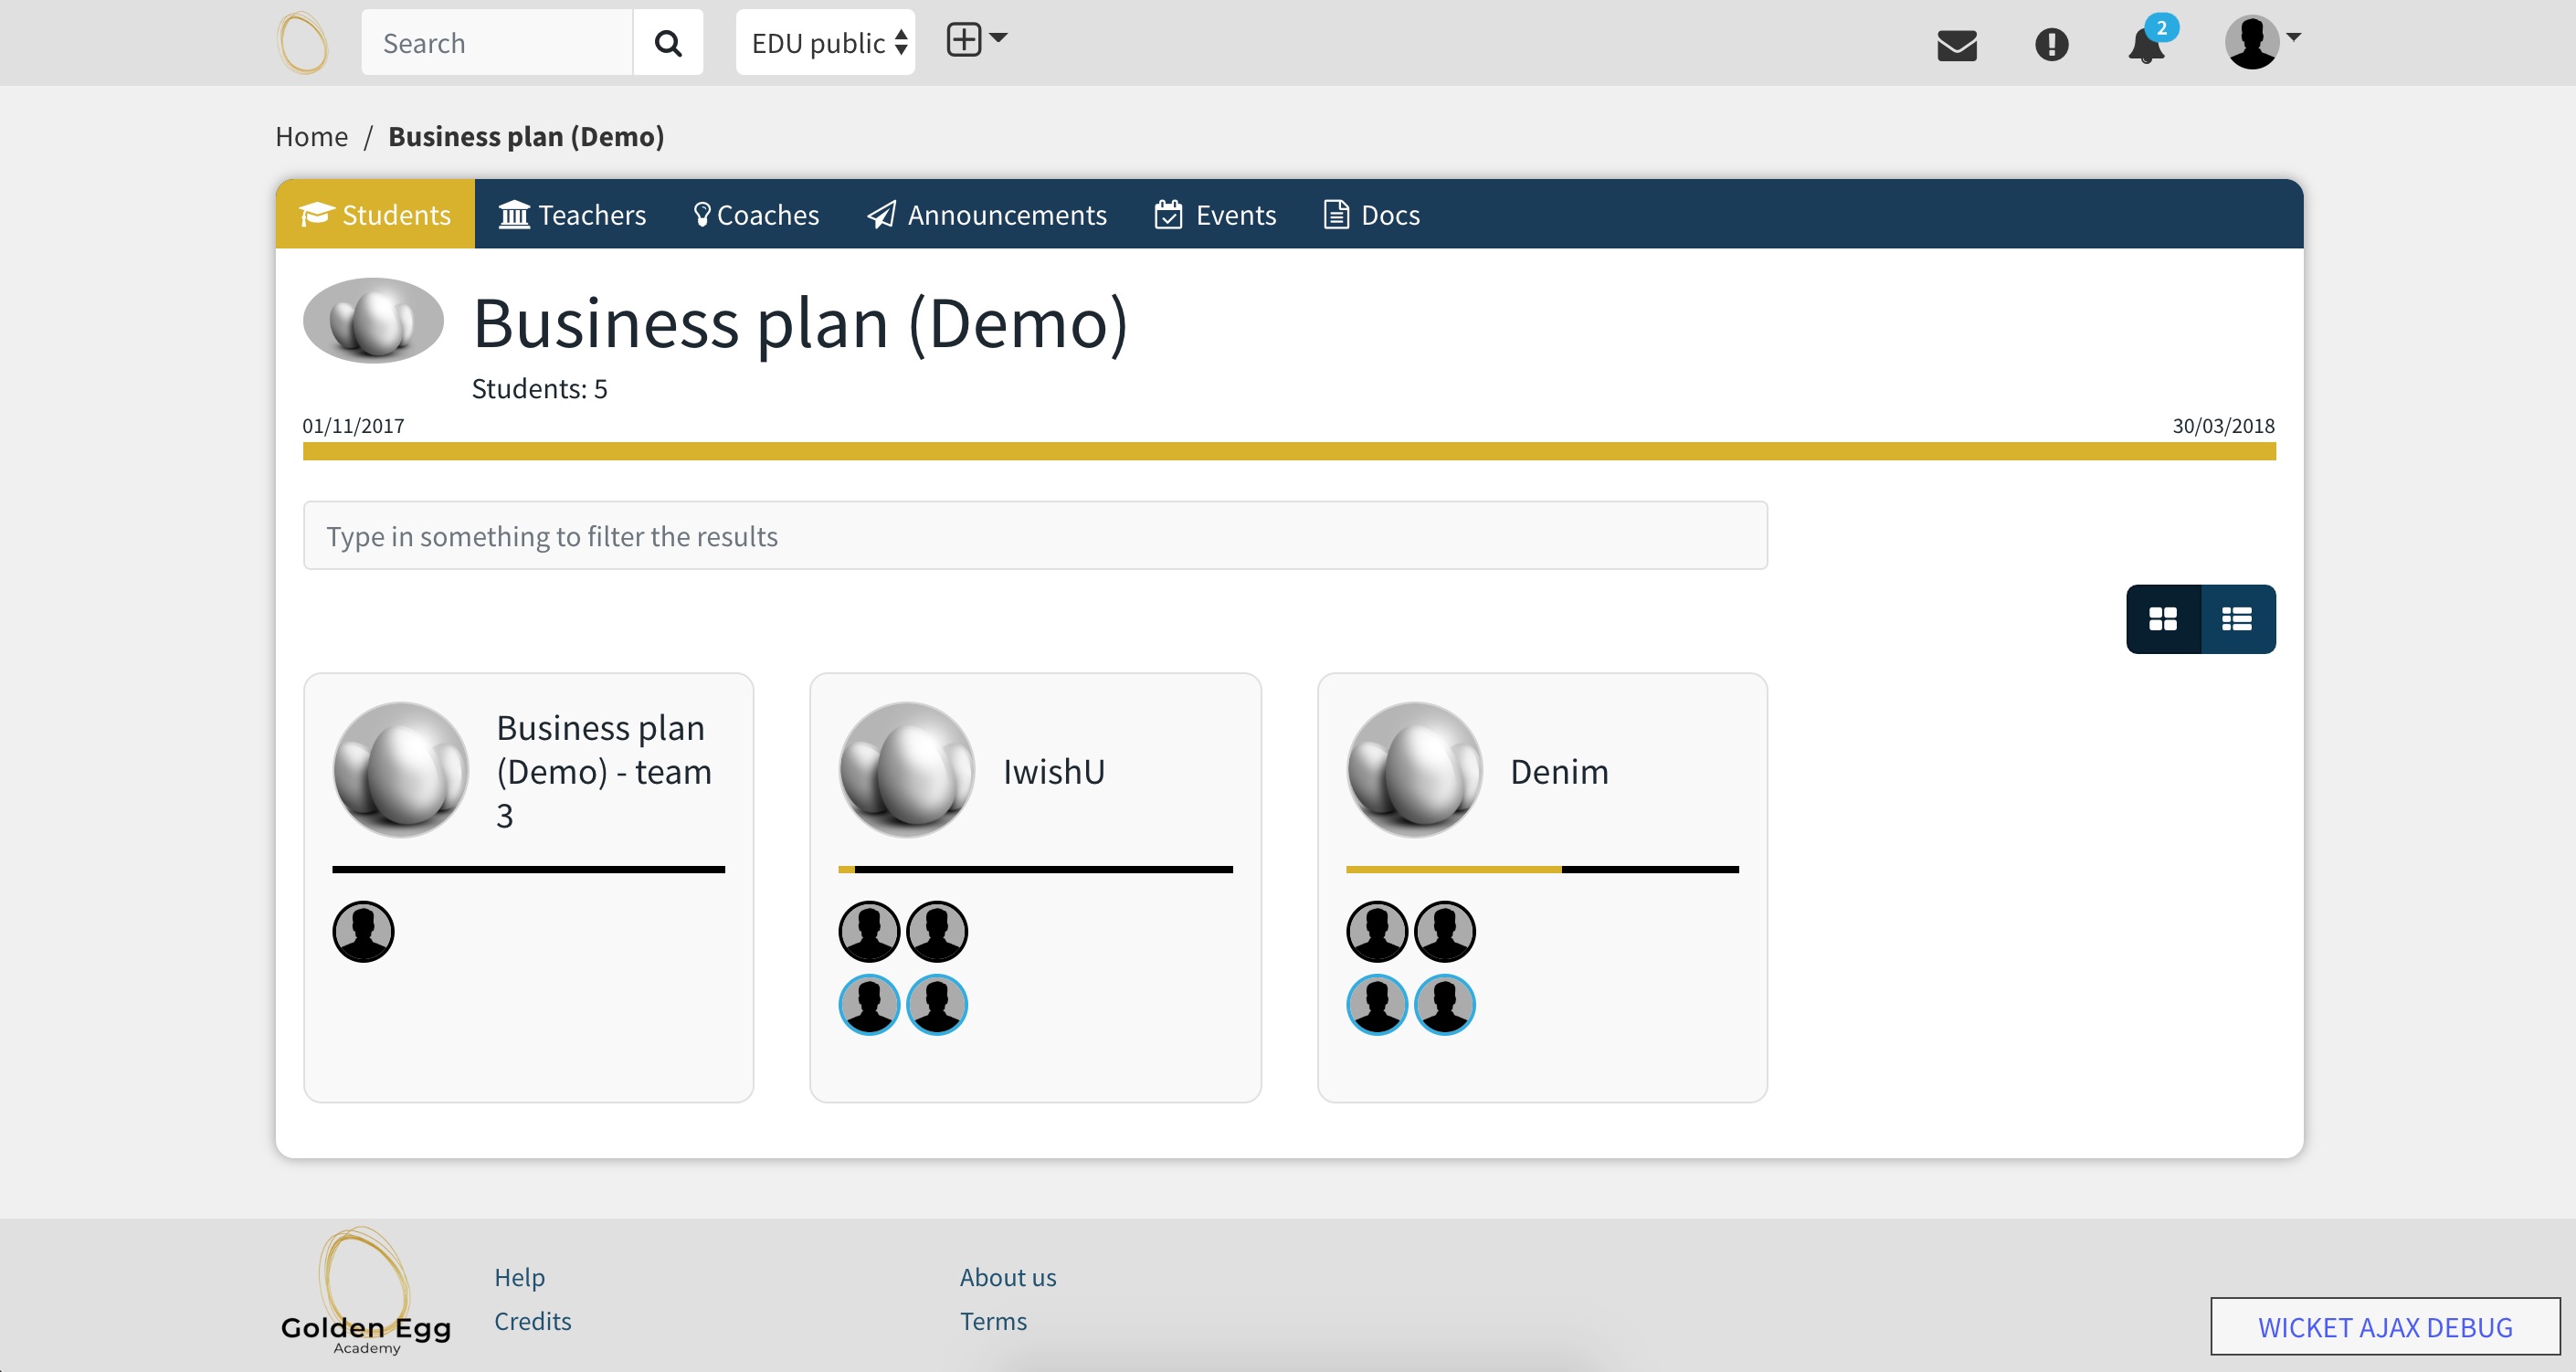 Search
EDU public
2
Home / Business plan (Demo)
Students
Teachers
Coaches
Announcements
Events
Docs
Business plan (Demo)
Students: 5
01/11/2017
30/03/2018
Type in something to filter the results
Business plan
(Demo) - team
3
IwishU
Denim
Golden Egg
Academy
Help
Credits
About us
Terms
WICKET AJAX DEBUG